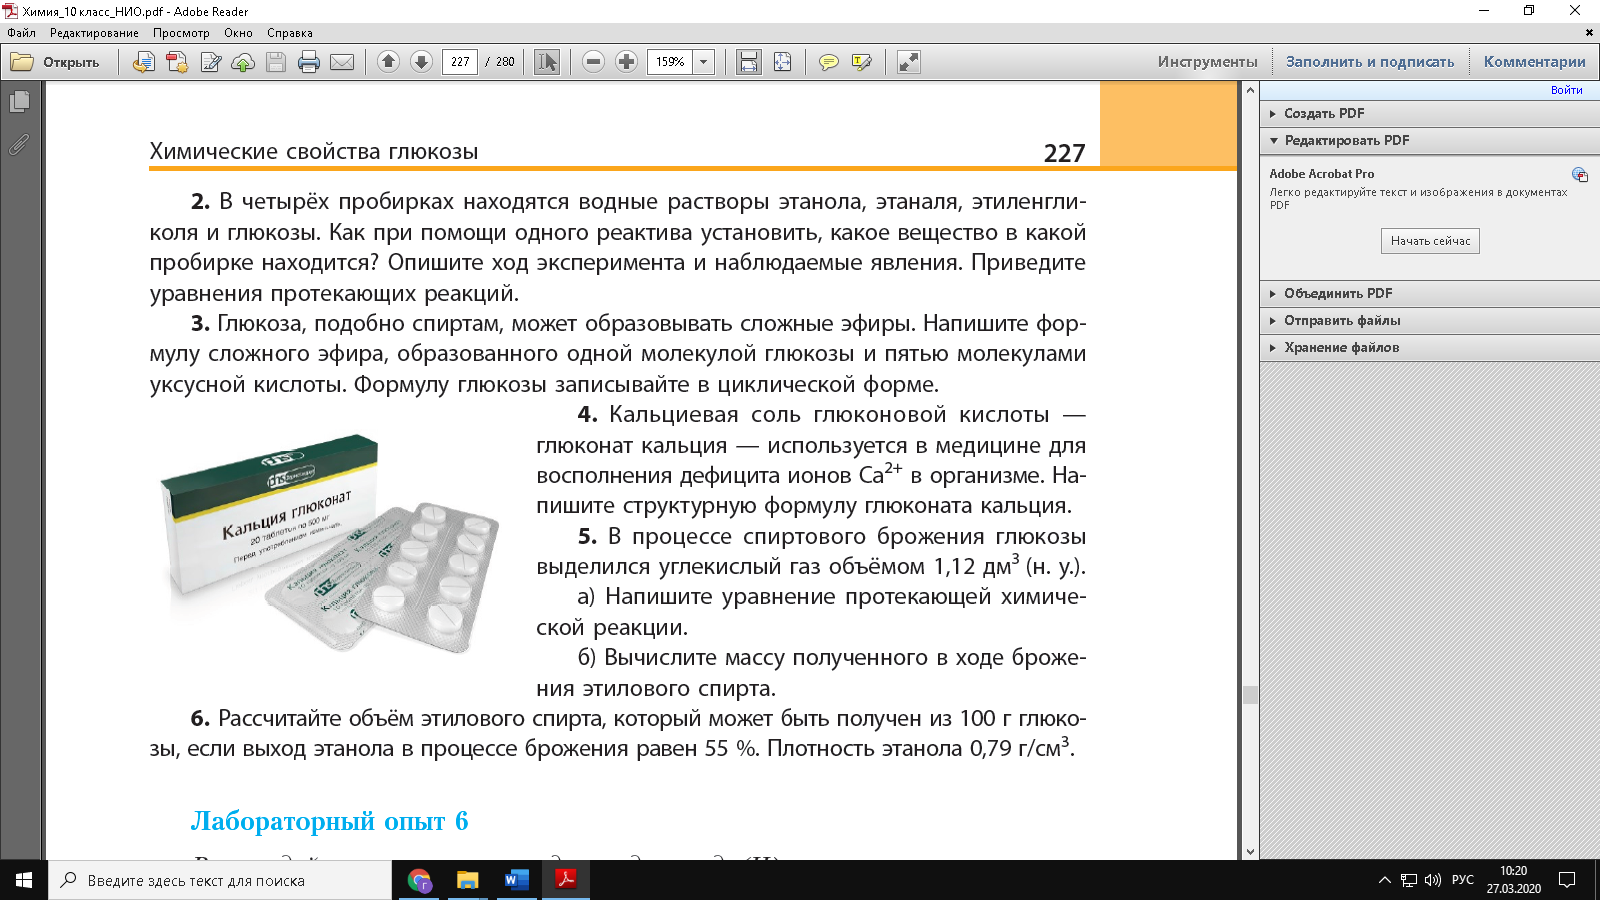 Химия_10 класс_НИО.pdf - Adobe Reader
Файл Редактирование Просмотр Окно Справка
Открыть 227 / 280 159% Инструменты Заполнить и подписать Комментарии
Войти
Создать PDF
Редактировать PDF
Adobe Acrobat Pro
Легко редактируйте текст и изображения в документах
PDF
Начать сейчас
Объединить PDF
Отправить файлы
Хранение файлов
Химические свойства глюкозы 227
2. В четырёх пробирках находятся водные растворы этанола, этаналя, этиленгли-
коля и глюкозы. Как при помощи одного реактива установить, какое вещество в какой
пробирке находится? Опишите ход эксперимента и наблюдаемые явления. Приведите
уравнения протекающих реакций.
3. Глюкоза, подобно спиртам, может образовывать сложные эфиры. Напишите фор-
мулу сложного эфира, образованного одной молекулой глюкозы и пятью молекулами
уксусной кислоты. Формулу глюкозы записывайте в циклической форме.
4. Кальциевая соль глюконовой кислоты —
глюконат кальция — используется в медицине для
восполнения дефицита ионов Ca²⁺ в организме. На-
пишите структурную формулу глюконата кальция.
Кальция глюконат
20 таблеток по 500 мг
5. В процессе спиртового брожения глюкозы
выделился углекислый газ объёмом 1,12 дм³ (н. у.).
а) Напишите уравнение протекающей химиче-
ской реакции.
б) Вычислите массу полученного в ходе броже-
ния этилового спирта.
6. Рассчитайте объём этилового спирта, который может быть получен из 100 г глюко-
зы, если выход этанола в процессе брожения равен 55 %. Плотность этанола 0,79 г/см³.
Лабораторный опыт 6
Введите здесь текст для поиска
РУС 10:20
27.03.2020